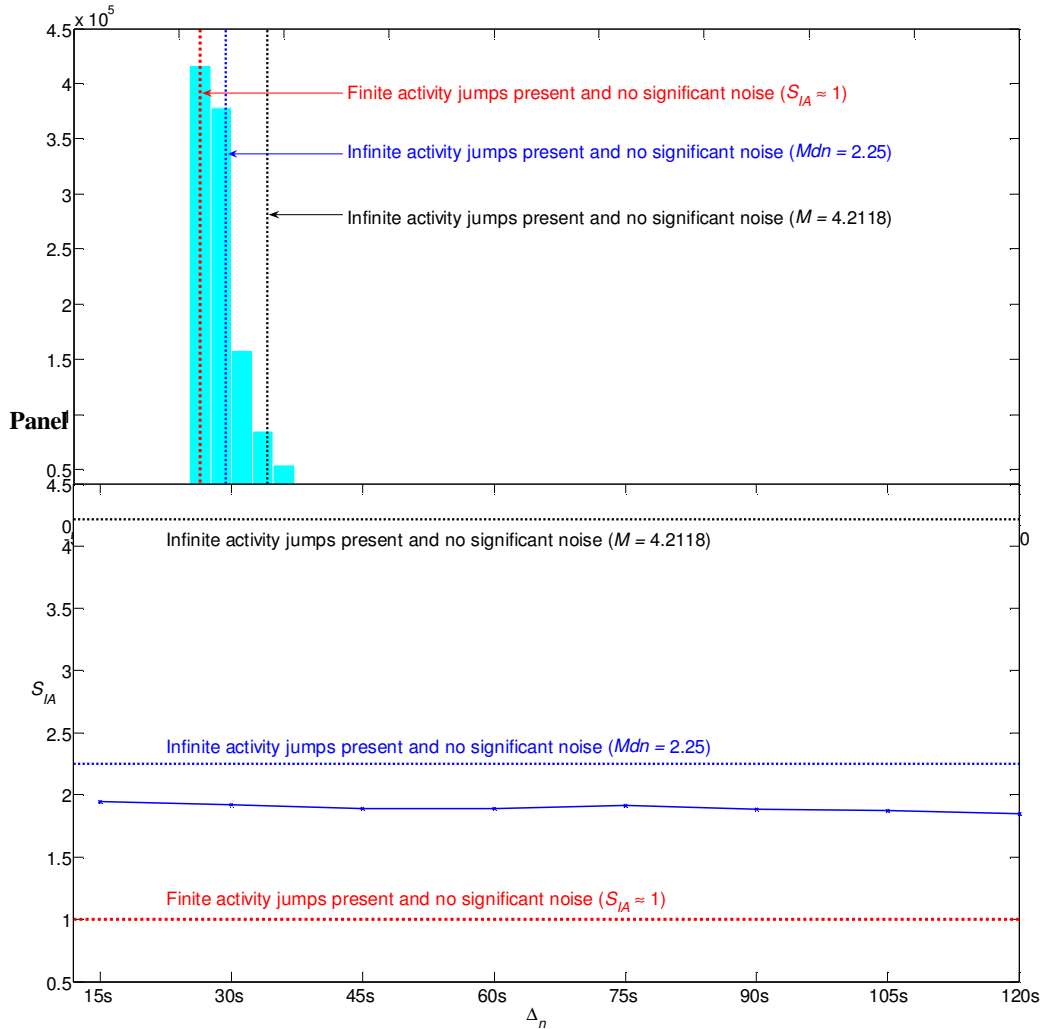 × 10^5
4.5
4
3.5
3
2.5
2
1.5
0.5
Finite activity jumps present and no significant noise (S_IA ≈ 1)
Infinite activity jumps present and no significant noise (Mdn = 2.25)
Infinite activity jumps present and no significant noise (M = 4.2118)
Panel
4.5
0
0
4
3.5
3
2.5
2
1.5
1
0.5
S_IA
Infinite activity jumps present and no significant noise (M = 4.2118)
Infinite activity jumps present and no significant noise (Mdn = 2.25)
Finite activity jumps present and no significant noise (S_IA ≈ 1)
15s 30s 45s 60s 75s 90s 105s 120s
Δ_n